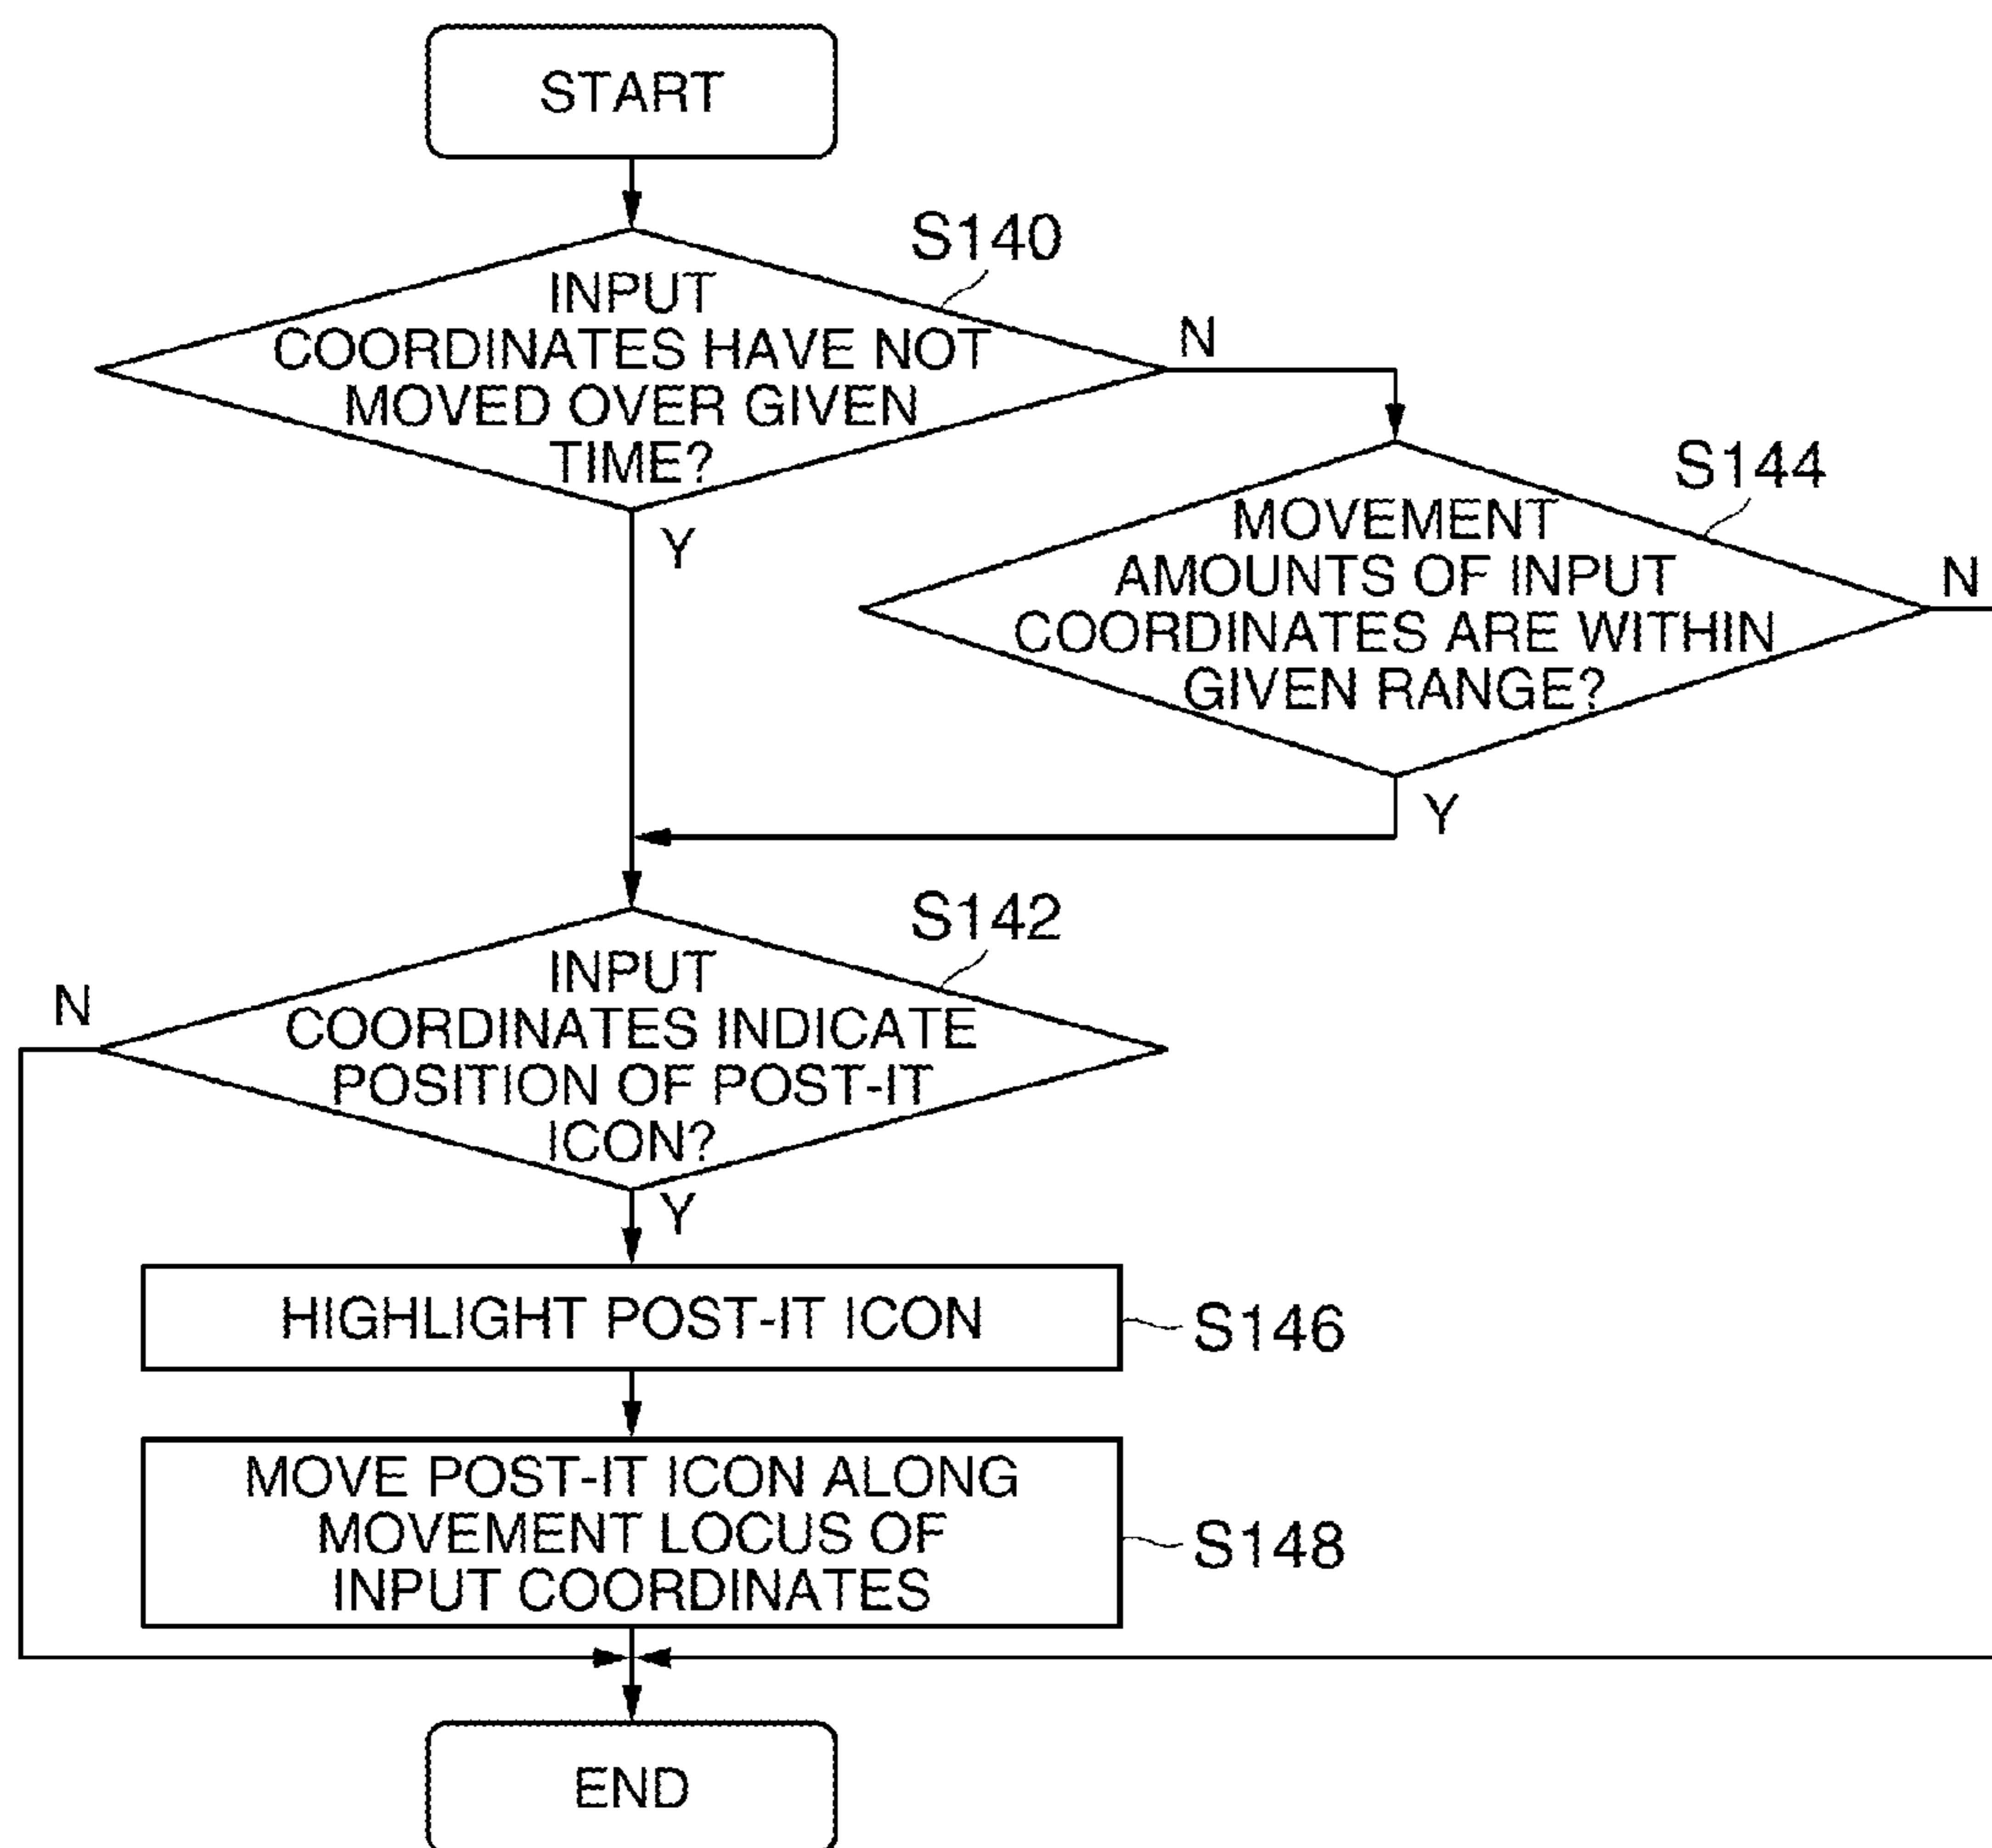 START
S140
INPUT
COORDINATES HAVE NOT
MOVED OVER GIVEN
TIME?
N
Y
S144
MOVEMENT
AMOUNTS OF INPUT
COORDINATES ARE WITHIN
GIVEN RANGE?
N
Y
S142
INPUT
COORDINATES INDICATE
POSITION OF POST-IT
ICON?
N
Y
HIGHLIGHT POST-IT ICON
S146
MOVE POST-IT ICON ALONG
MOVEMENT LOCUS OF
INPUT COORDINATES
S148
END